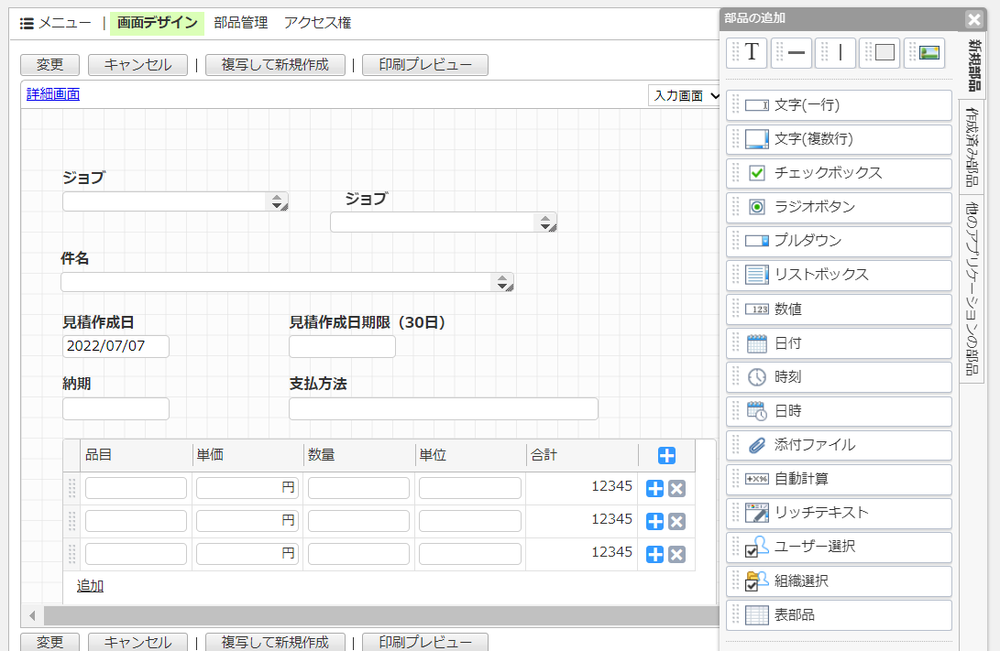 メニュー | 画面デザイン 部品管理 アクセス権
変更 キャンセル | 複写して新規作成 | 印刷プレビュー
詳細画面 入力画面
ジョブ
ジョブ
件名
見積作成日 見積作成日期限（30日）
2022/07/07
納期 支払方法
品目 単価 数量 単位 合計
円 12345
円 12345
円 12345
追加
変更 キャンセル | 複写して新規作成 | 印刷プレビュー
部品の追加
T
文字(一行)
文字(複数行)
チェックボックス
ラジオボタン
プルダウン
リストボックス
123 数値
日付
時刻
日時
添付ファイル
+×% 自動計算
リッチテキスト
ユーザー選択
組織選択
表部品
新規部品
作成済み部品
他のアプリケーションの部品